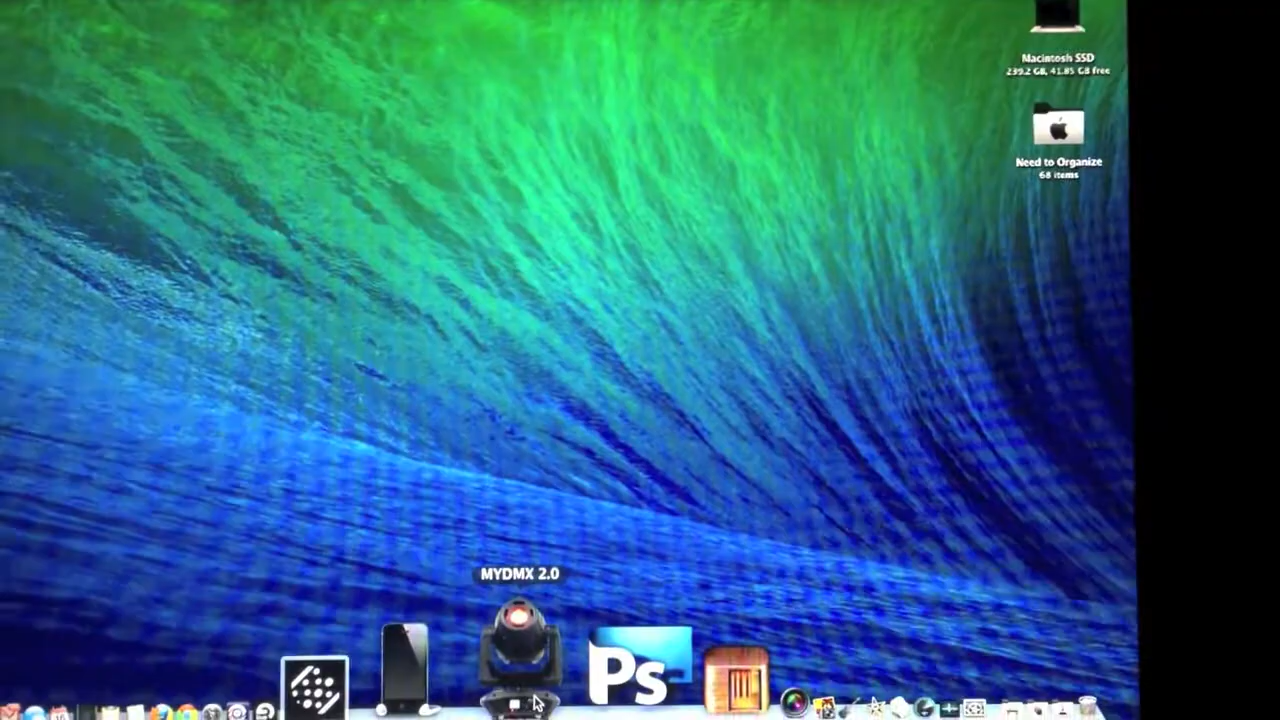 Macintosh SSD
239.2 GB, 41.85 GB free
Need to Organize
68 items
MYDMX 2.0
Ps